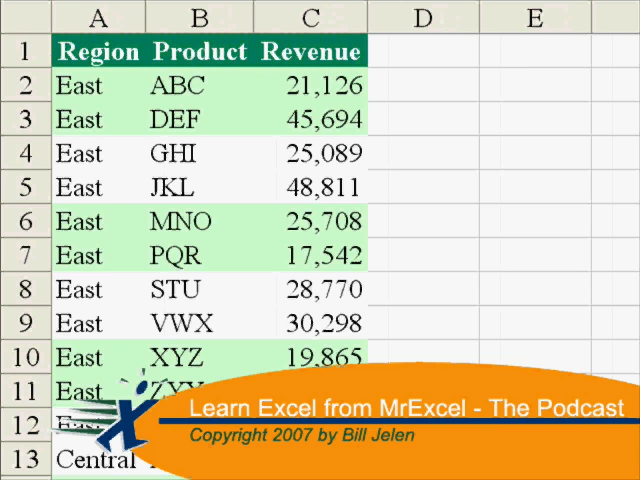 A B C D E
1 Region Product Revenue
2 East ABC 21,126
3 East DEF 45,694
4 East GHI 25,089
5 East JKL 48,811
6 East MNO 25,708
7 East PQR 17,542
8 East STU 28,770
9 East VWX 30,298
10 East XYZ 19,865
11 East
12 East
13 Central
Learn Excel from MrExcel - The Podcast
Copyright 2007 by Bill Jelen